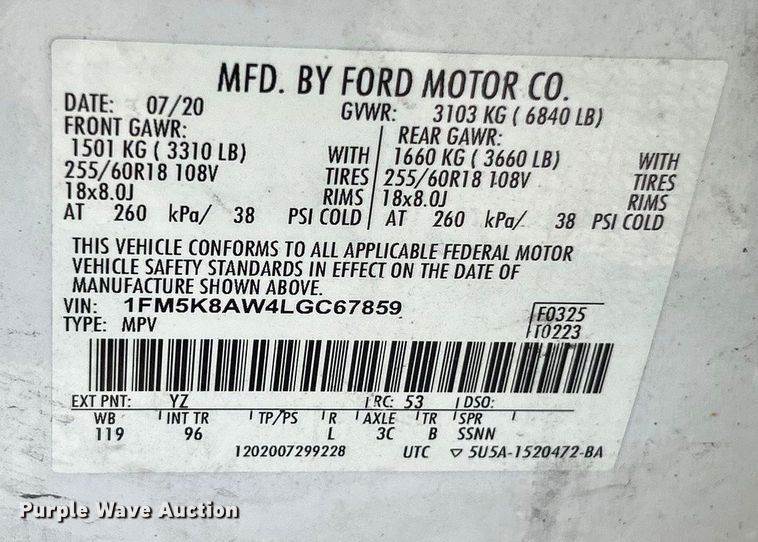 MFD. BY FORD MOTOR CO.
DATE: 07/20 GVWR: 3103 KG ( 6840 LB)
FRONT GAWR: REAR GAWR:
1501 KG ( 3310 LB) WITH 1660 KG ( 3660 LB) WITH
255/60R18 108V TIRES 255/60R18 108V TIRES
18x8.0J RIMS 18x8.0J RIMS
AT 260 kPa/ 38 PSI COLD AT 260 kPa/ 38 PSI COLD
THIS VEHICLE CONFORMS TO ALL APPLICABLE FEDERAL MOTOR
VEHICLE SAFETY STANDARDS IN EFFECT ON THE DATE OF
MANUFACTURE SHOWN ABOVE.
VIN: 1FM5K8AW4LGC67859 F0325
TYPE: MPV T0223
EXT PNT: YZ RC: 53 DSO:
WB INT TR TP/PS R AXLE TR SPR
119 96 L 3C B SSNN
1202007299228 UTC ▽ 5U5A-1520472-BA
Purple Wave Auction